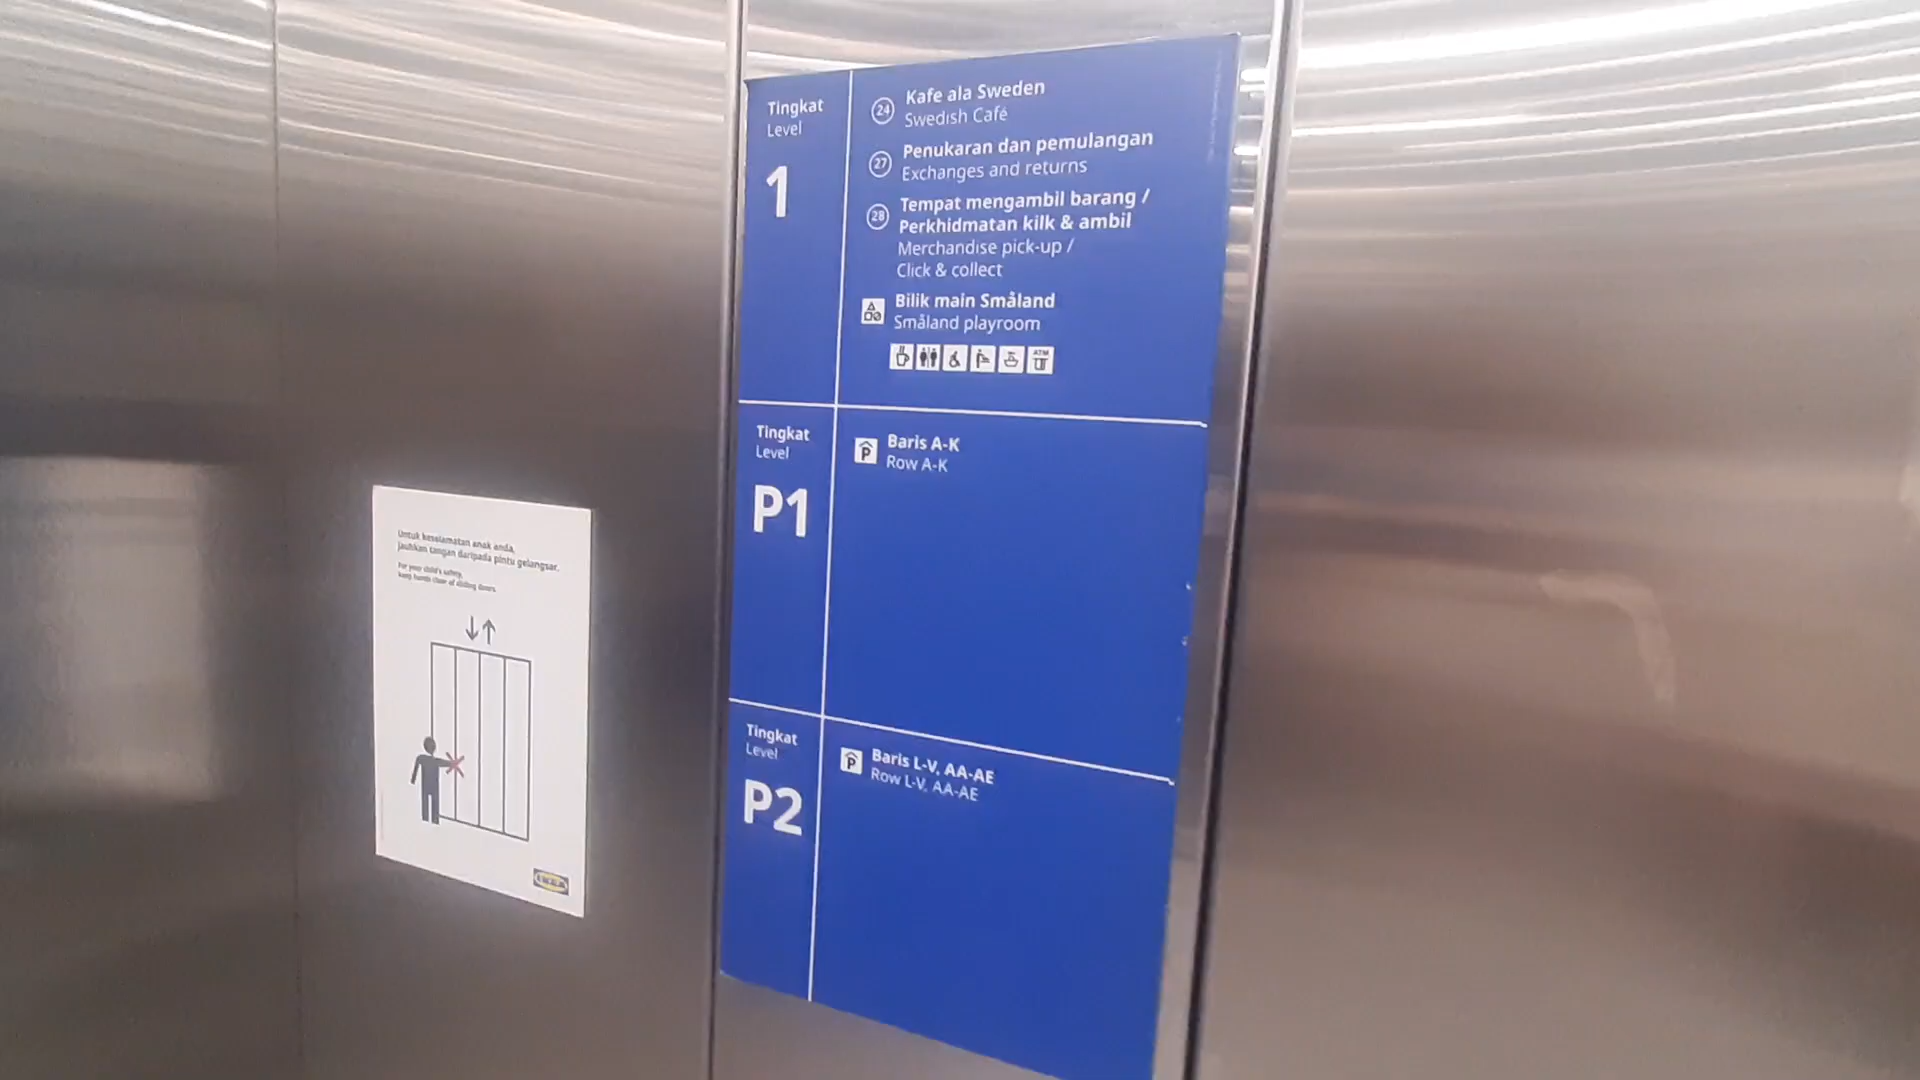 Tingkat
Level
1
24
Kafe ala Sweden
Swedish Café
27
Penukaran dan pemulangan
Exchanges and returns
28
Tempat mengambil barang /
Perkhidmatan kilk & ambil
Merchandise pick-up /
Click & collect
Bilik main Småland
Småland playroom
ATM
Tingkat
Level
P1
P
Baris A-K
Row A-K
Tingkat
Level
P2
P
Baris L-V, AA-AE
Row L-V, AA-AE
Untuk keselamatan anak anda,
jauhkan tangan daripada pintu gelangsar.
For your child's safety,
keep hands clear of sliding doors.
IKEA